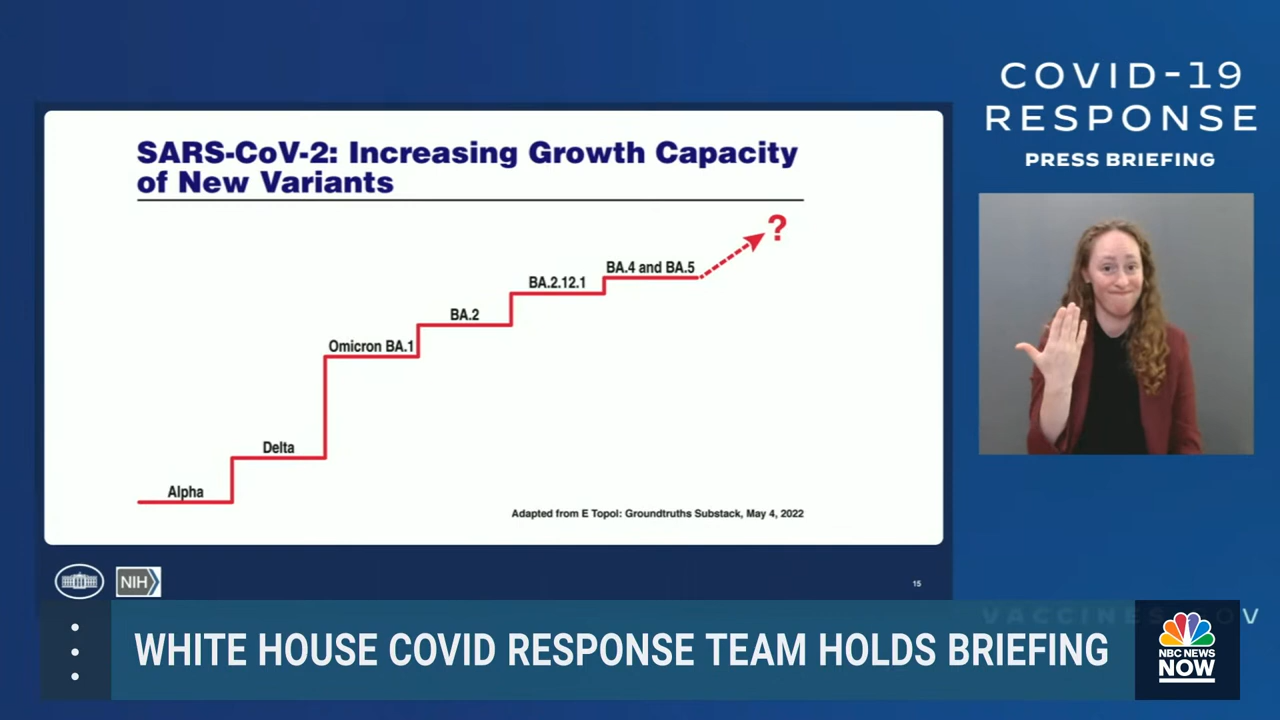 COVID-19
RESPONSE
PRESS BRIEFING
SARS-CoV-2: Increasing Growth Capacity
of New Variants
?
BA.4 and BA.5
BA.2.12.1
BA.2
Omicron BA.1
Delta
Alpha
Adapted from E Topol: Groundtruths Substack, May 4, 2022
NIH
15
VACCINES.GOV
WHITE HOUSE COVID RESPONSE TEAM HOLDS BRIEFING
NBC NEWS
NOW